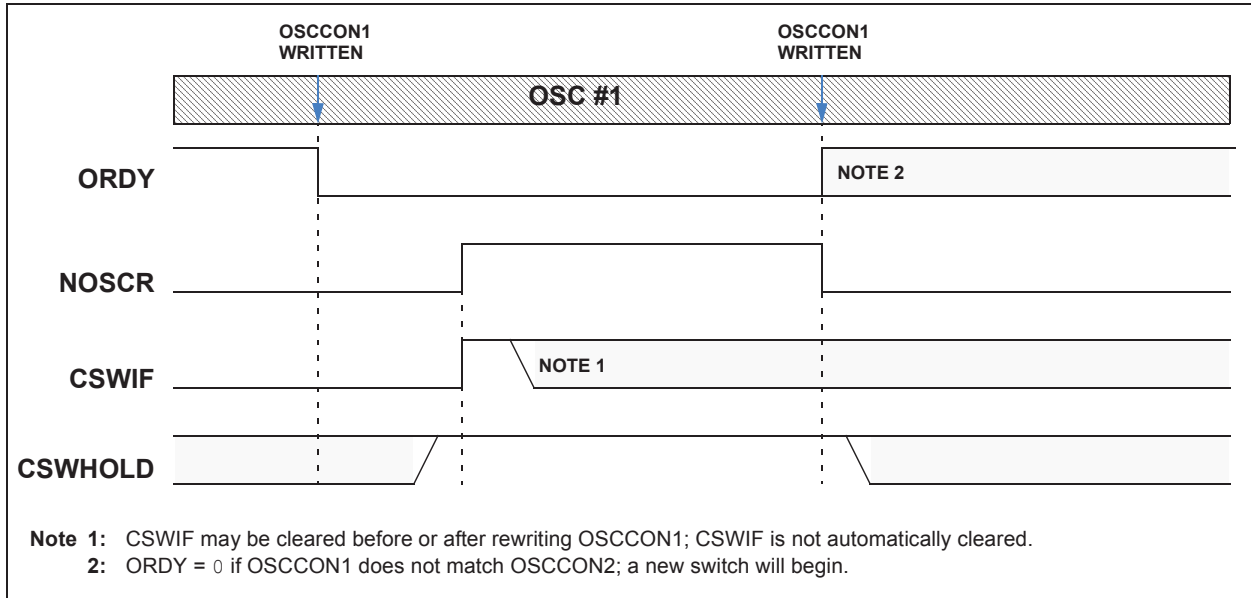 OSCCON1
WRITTEN
OSCCON1
WRITTEN
OSC #1
ORDY
NOTE 2
NOSCR
CSWIF
NOTE 1
CSWHOLD
Note 1: CSWIF may be cleared before or after rewriting OSCCON1; CSWIF is not automatically cleared.
2: ORDY = 0 if OSCCON1 does not match OSCCON2; a new switch will begin.